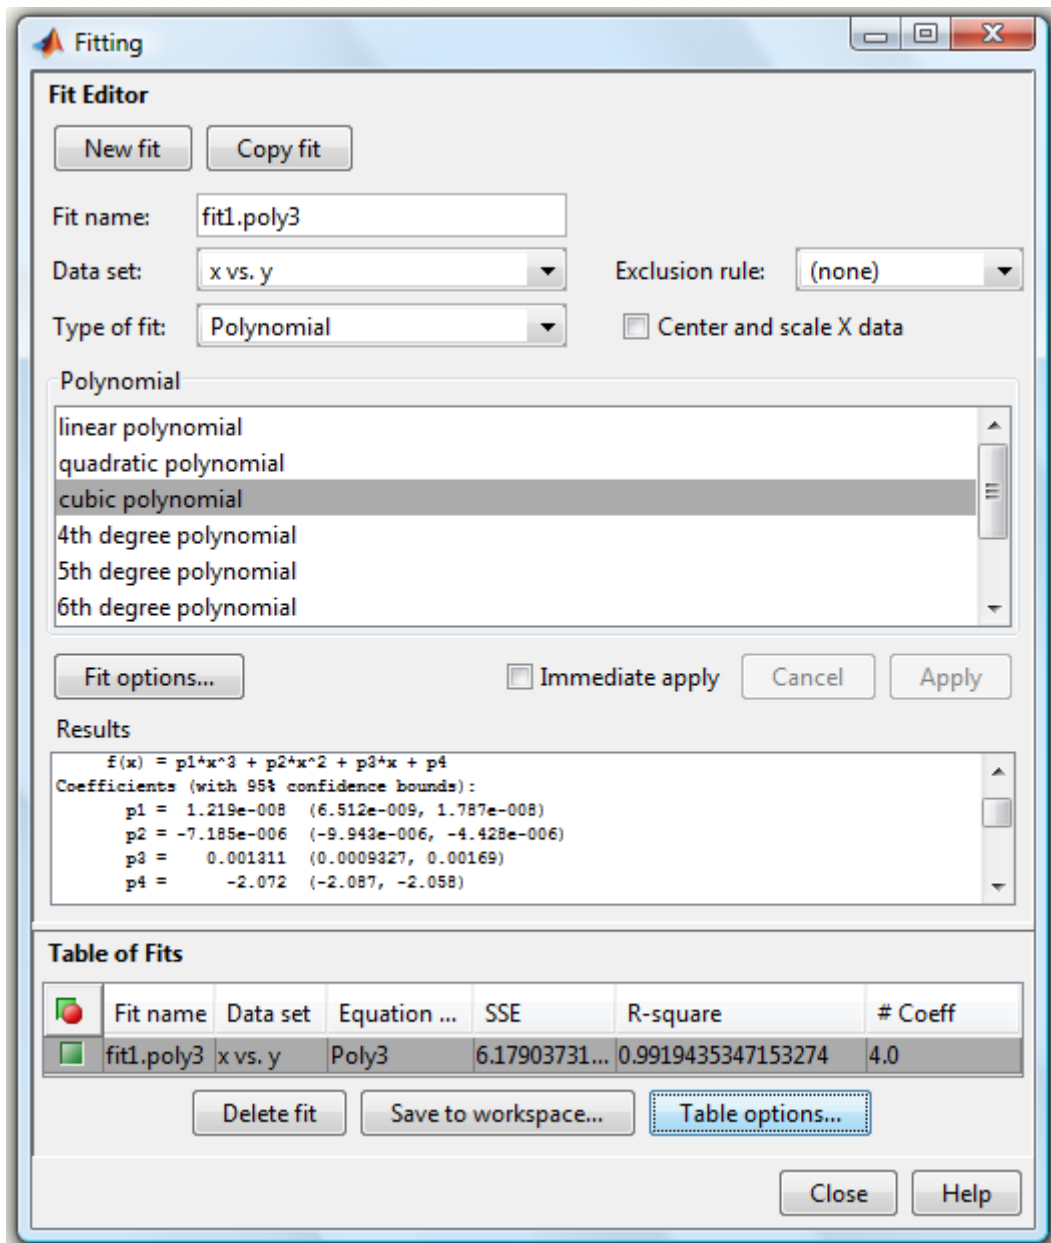 Fitting
Fit Editor
New fit Copy fit
Fit name: fit1.poly3
Data set: x vs. y Exclusion rule: (none)
Type of fit: Polynomial Center and scale X data
Polynomial
linear polynomial
quadratic polynomial
cubic polynomial
4th degree polynomial
5th degree polynomial
6th degree polynomial
Fit options... Immediate apply Cancel Apply
Results
f(x) = p1*x^3 + p2*x^2 + p3*x + p4
Coefficients (with 95% confidence bounds):
p1 = 1.219e-008 (6.512e-009, 1.787e-008)
p2 = -7.185e-006 (-9.943e-006, -4.428e-006)
p3 = 0.001311 (0.0009327, 0.00169)
p4 = -2.072 (-2.087, -2.058)
Table of Fits
Fit name Data set Equation ... SSE R-square # Coeff
fit1.poly3 x vs. y Poly3 6.17903731... 0.9919435347153274 4.0
Delete fit Save to workspace... Table options...
Close Help